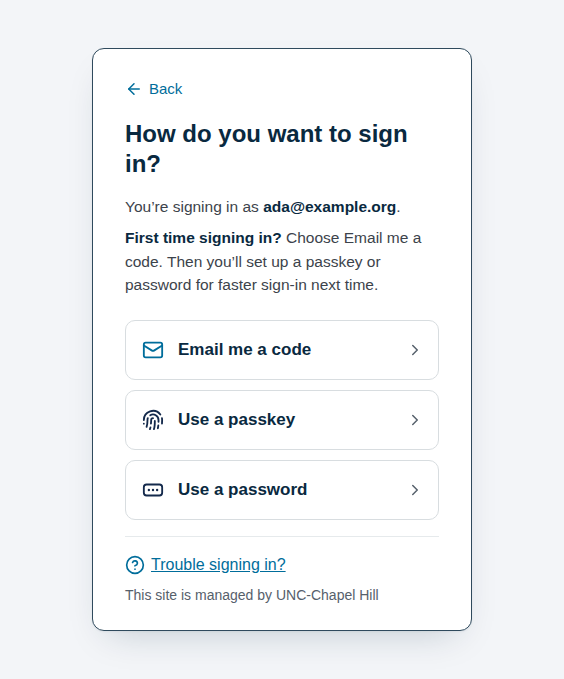 Back
How do you want to sign
in?
You’re signing in as ada@example.org.
First time signing in? Choose Email me a
code. Then you’ll set up a passkey or
password for faster sign-in next time.
Email me a code
Use a passkey
Use a password
Trouble signing in?
This site is managed by UNC-Chapel Hill